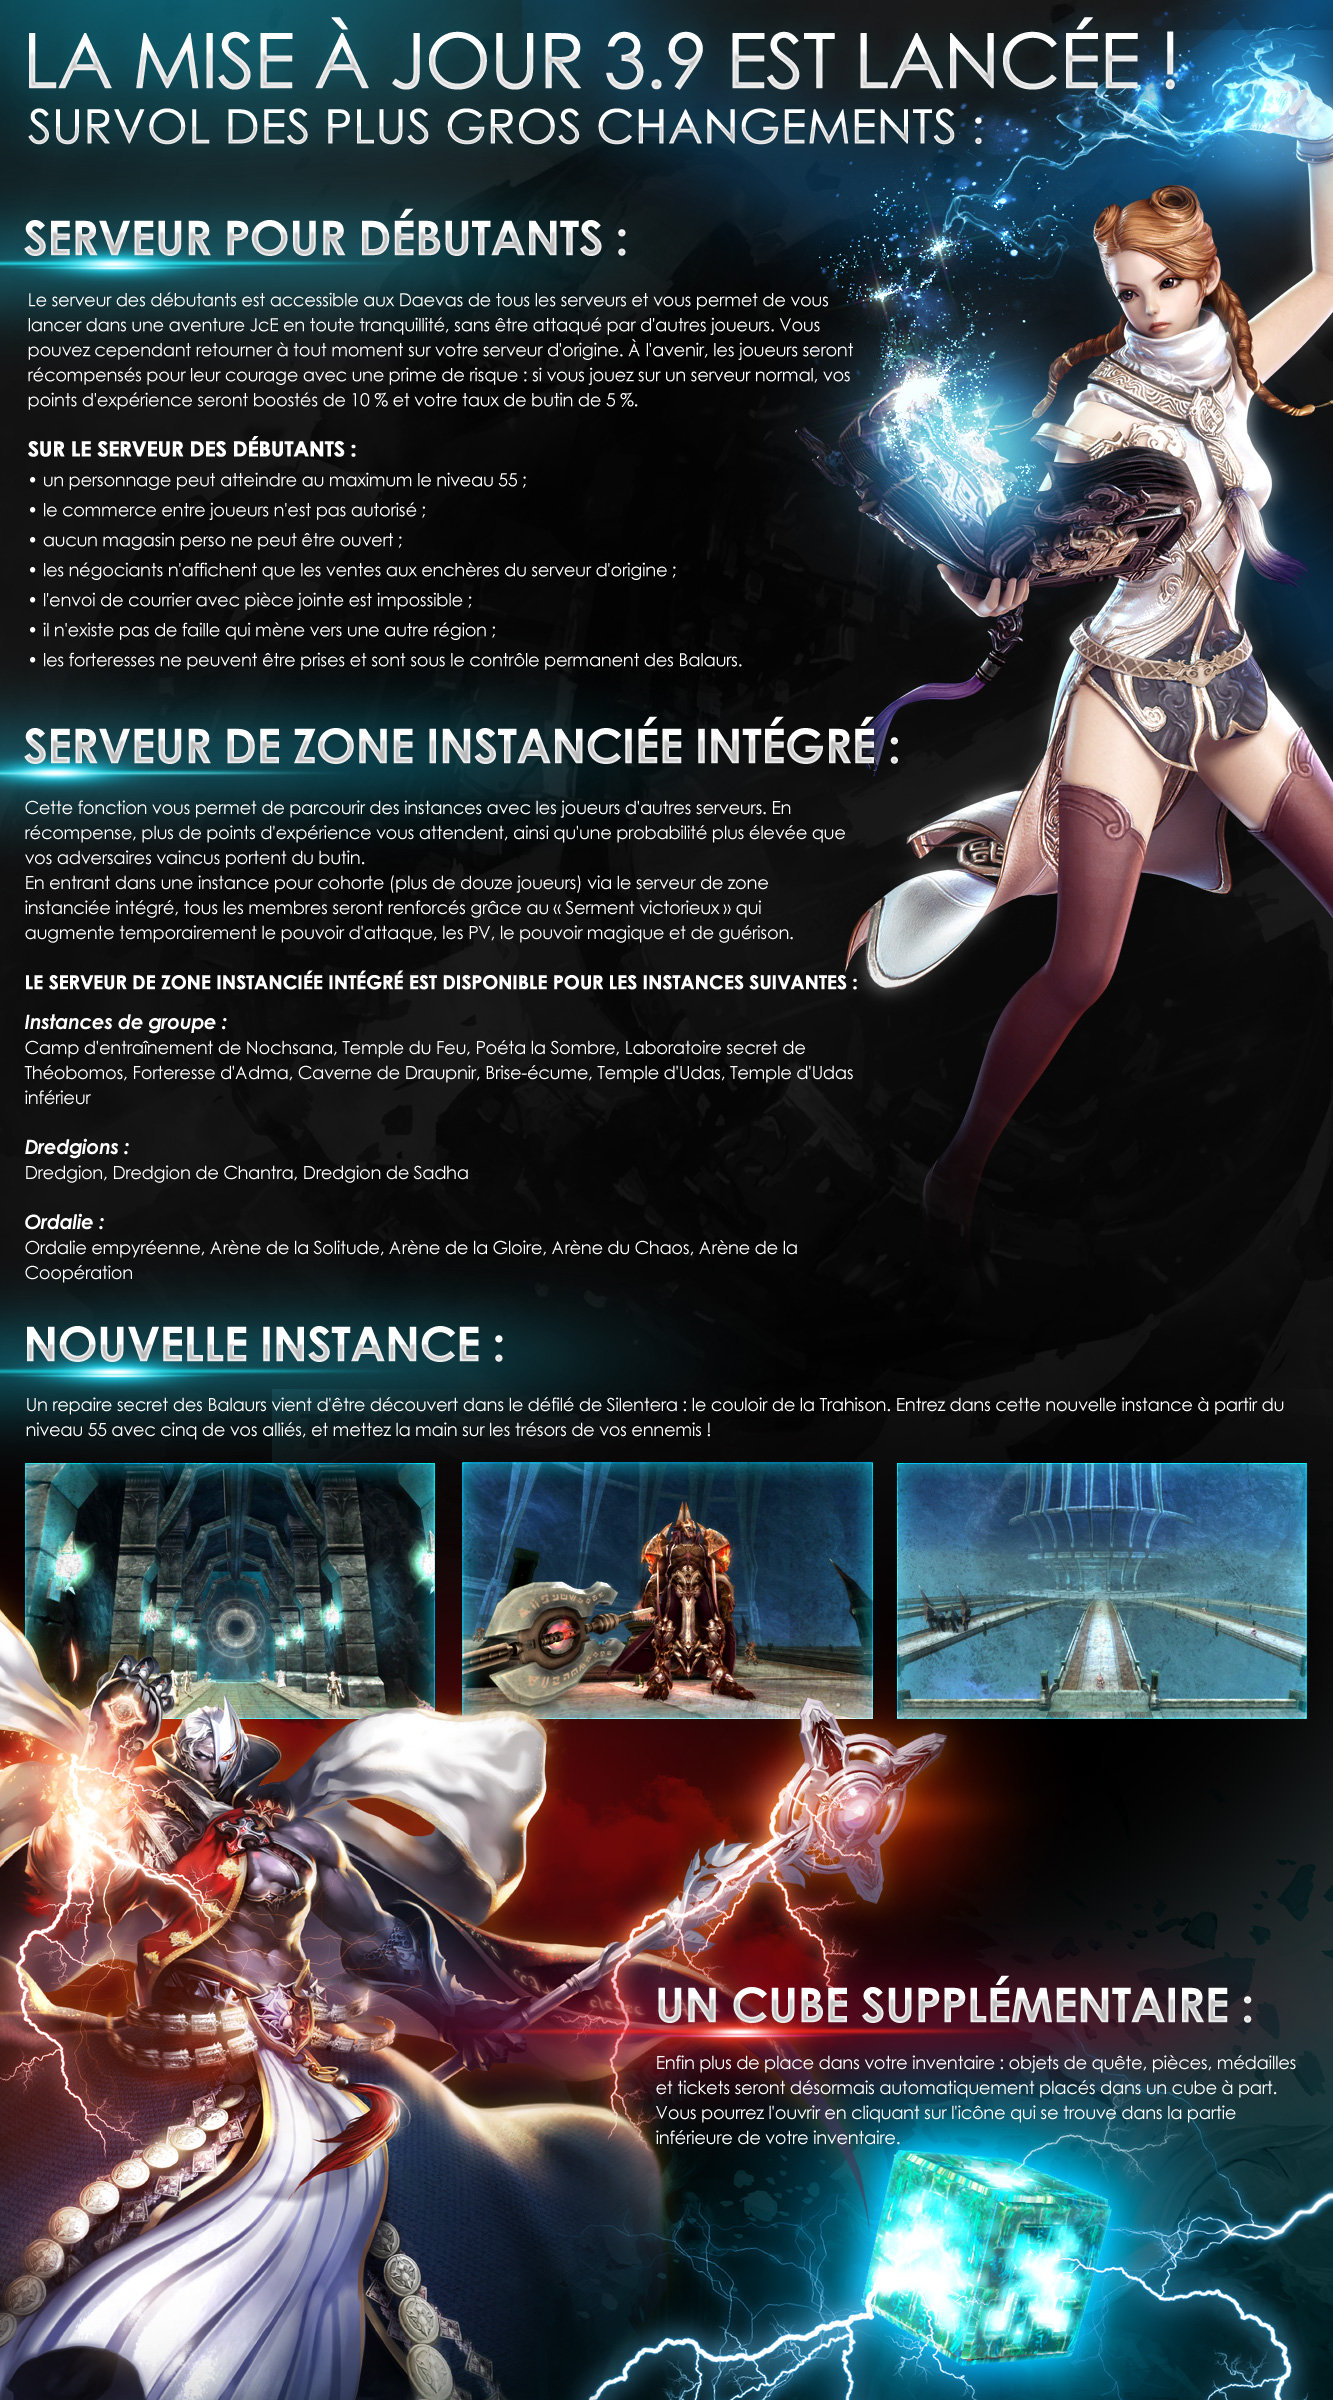 LA MISE À JOUR 3.9 EST LANCÉE !
SURVOL DES PLUS GROS CHANGEMENTS :
SERVEUR POUR DÉBUTANTS :
Le serveur des débutants est accessible aux Daevas de tous les serveurs et vous permet de vous
lancer dans une aventure JcE en toute tranquillité, sans être attaqué par d'autres joueurs. Vous
pouvez cependant retourner à tout moment sur votre serveur d'origine. À l'avenir, les joueurs seront
récompensés pour leur courage avec une prime de risque : si vous jouez sur un serveur normal, vos
points d'expérience seront boostés de 10 % et votre taux de butin de 5 %.
SUR LE SERVEUR DES DÉBUTANTS :
• un personnage peut atteindre au maximum le niveau 55 ;
• le commerce entre joueurs n'est pas autorisé ;
• aucun magasin perso ne peut être ouvert ;
• les négociants n'affichent que les ventes aux enchères du serveur d'origine ;
• l'envoi de courrier avec pièce jointe est impossible ;
• il n'existe pas de faille qui mène vers une autre région ;
• les forteresses ne peuvent être prises et sont sous le contrôle permanent des Balaurs.
SERVEUR DE ZONE INSTANCIÉE INTÉGRÉ :
Cette fonction vous permet de parcourir des instances avec les joueurs d'autres serveurs. En
récompense, plus de points d'expérience vous attendent, ainsi qu'une probabilité plus élevée que
vos adversaires vaincus portent du butin.
En entrant dans une instance pour cohorte (plus de douze joueurs) via le serveur de zone
instanciée intégré, tous les membres seront renforcés grâce au « Serment victorieux » qui
augmente temporairement le pouvoir d'attaque, les PV, le pouvoir magique et de guérison.
LE SERVEUR DE ZONE INSTANCIÉE INTÉGRÉ EST DISPONIBLE POUR LES INSTANCES SUIVANTES :
Instances de groupe :
Camp d'entraînement de Nochsana, Temple du Feu, Poéta la Sombre, Laboratoire secret de
Théobomos, Forteresse d'Adma, Caverne de Draupnir, Brise-écume, Temple d'Udas, Temple d'Udas
inférieur
Dredgions :
Dredgion, Dredgion de Chantra, Dredgion de Sadha
Ordalie :
Ordalie empyréenne, Arène de la Solitude, Arène de la Gloire, Arène du Chaos, Arène de la
Coopération
NOUVELLE INSTANCE :
Un repaire secret des Balaurs vient d'être découvert dans le défilé de Silentera : le couloir de la Trahison. Entrez dans cette nouvelle instance à partir du
niveau 55 avec cinq de vos alliés, et mettez la main sur les trésors de vos ennemis !
UN CUBE SUPPLÉMENTAIRE :
Enfin plus de place dans votre inventaire : objets de quête, pièces, médailles
et tickets seront désormais automatiquement placés dans un cube à part.
Vous pourrez l'ouvrir en cliquant sur l'icône qui se trouve dans la partie
inférieure de votre inventaire.